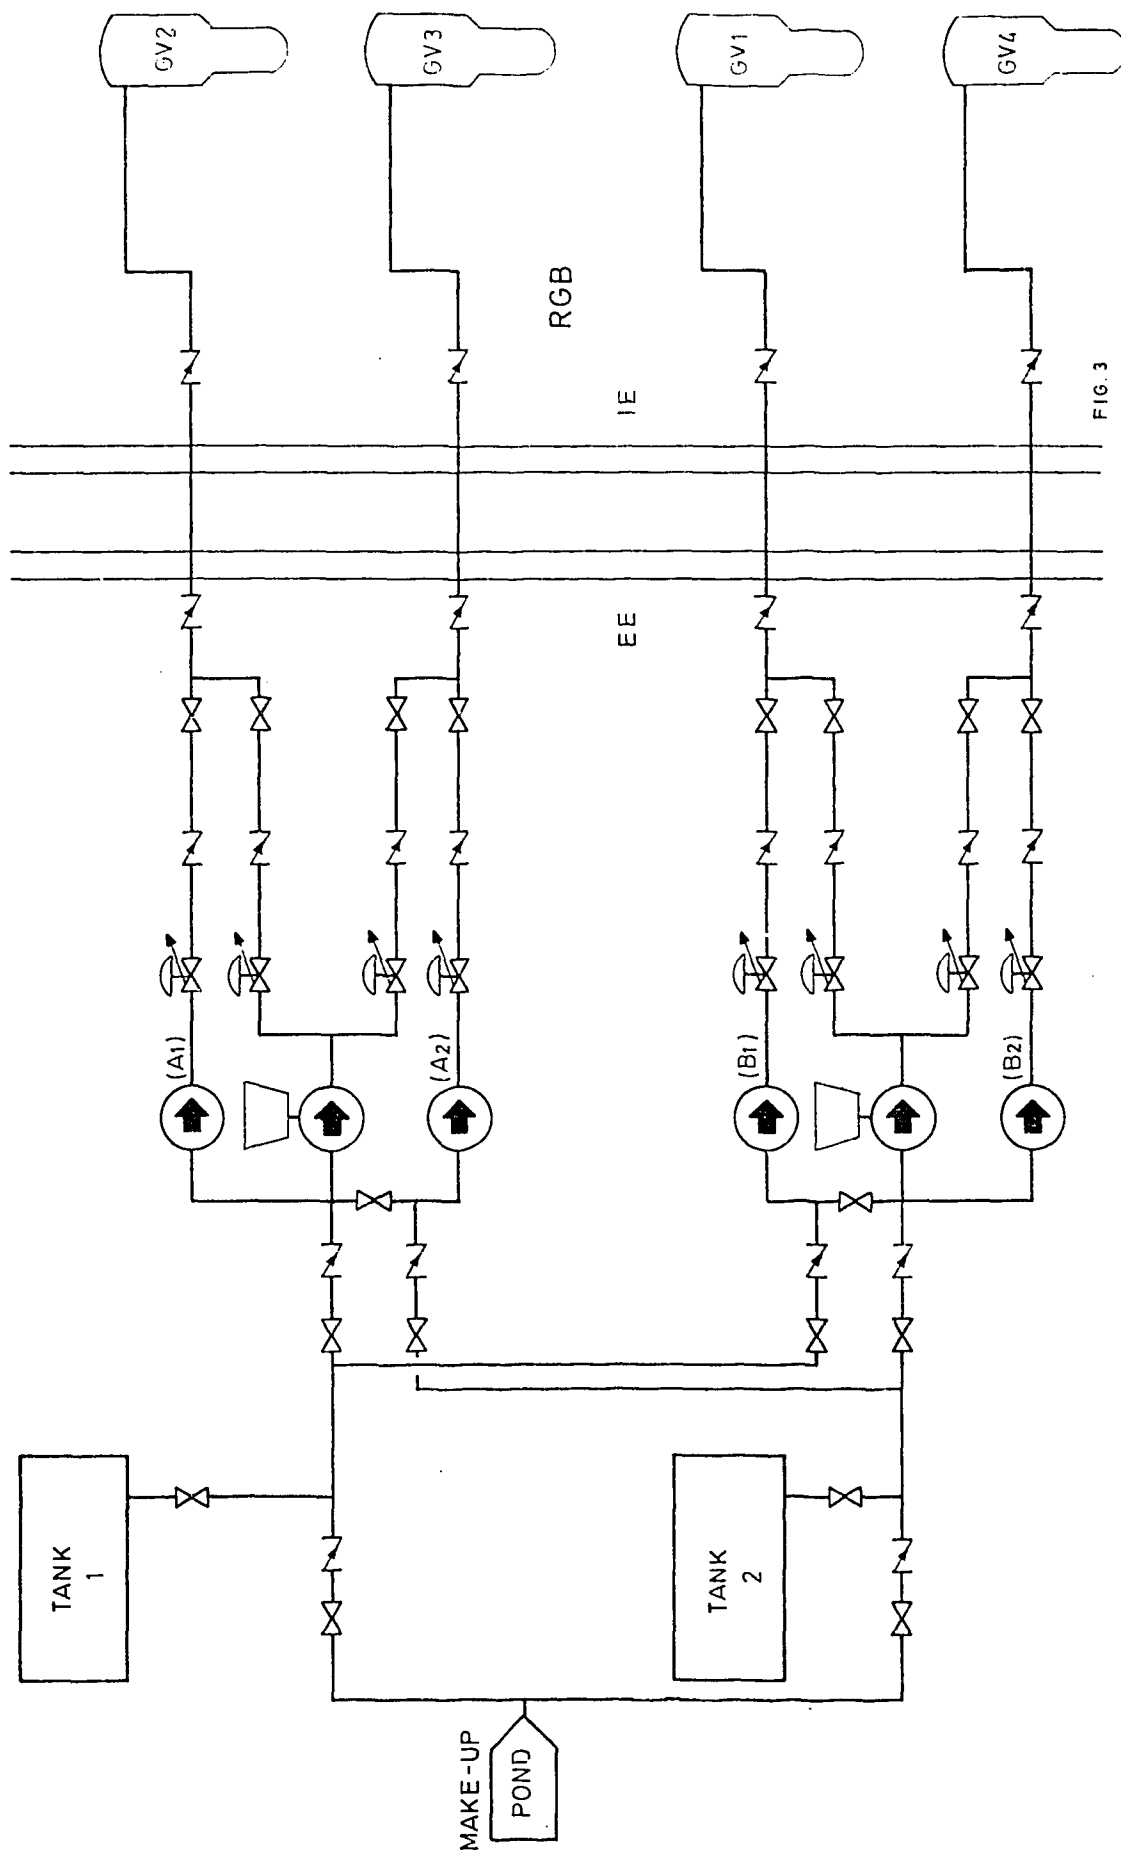 GV2
GV3
GV1
GV4
RGB
IE
EE
FIG. 3
(A1)
(A2)
(B1)
(B2)
TANK
1
TANK
2
MAKE-UP
POND